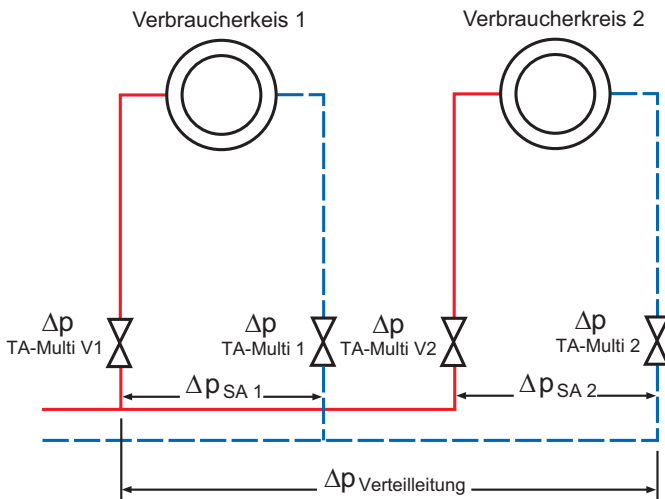 Verbraucherkeis 1
Verbraucherkreis 2
Δp
TA-Multi V1
Δp
TA-Multi 1
Δp
TA-Multi V2
Δp
TA-Multi 2
Δp SA 1
Δp SA 2
Δp Verteilleitung